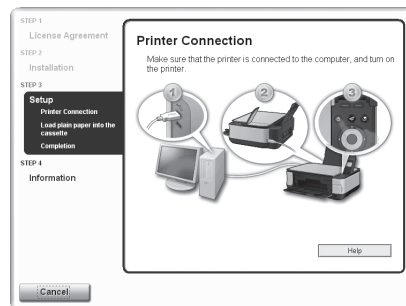 STEP 1
License Agreement
STEP 2
Installation
STEP 3
Setup
Printer Connection
Load plain paper into the
cassette
Completion
STEP 4
Information
Cancel
Printer Connection
Make sure that the printer is connected to the computer, and turn on
the printer.
1
2
3
Help